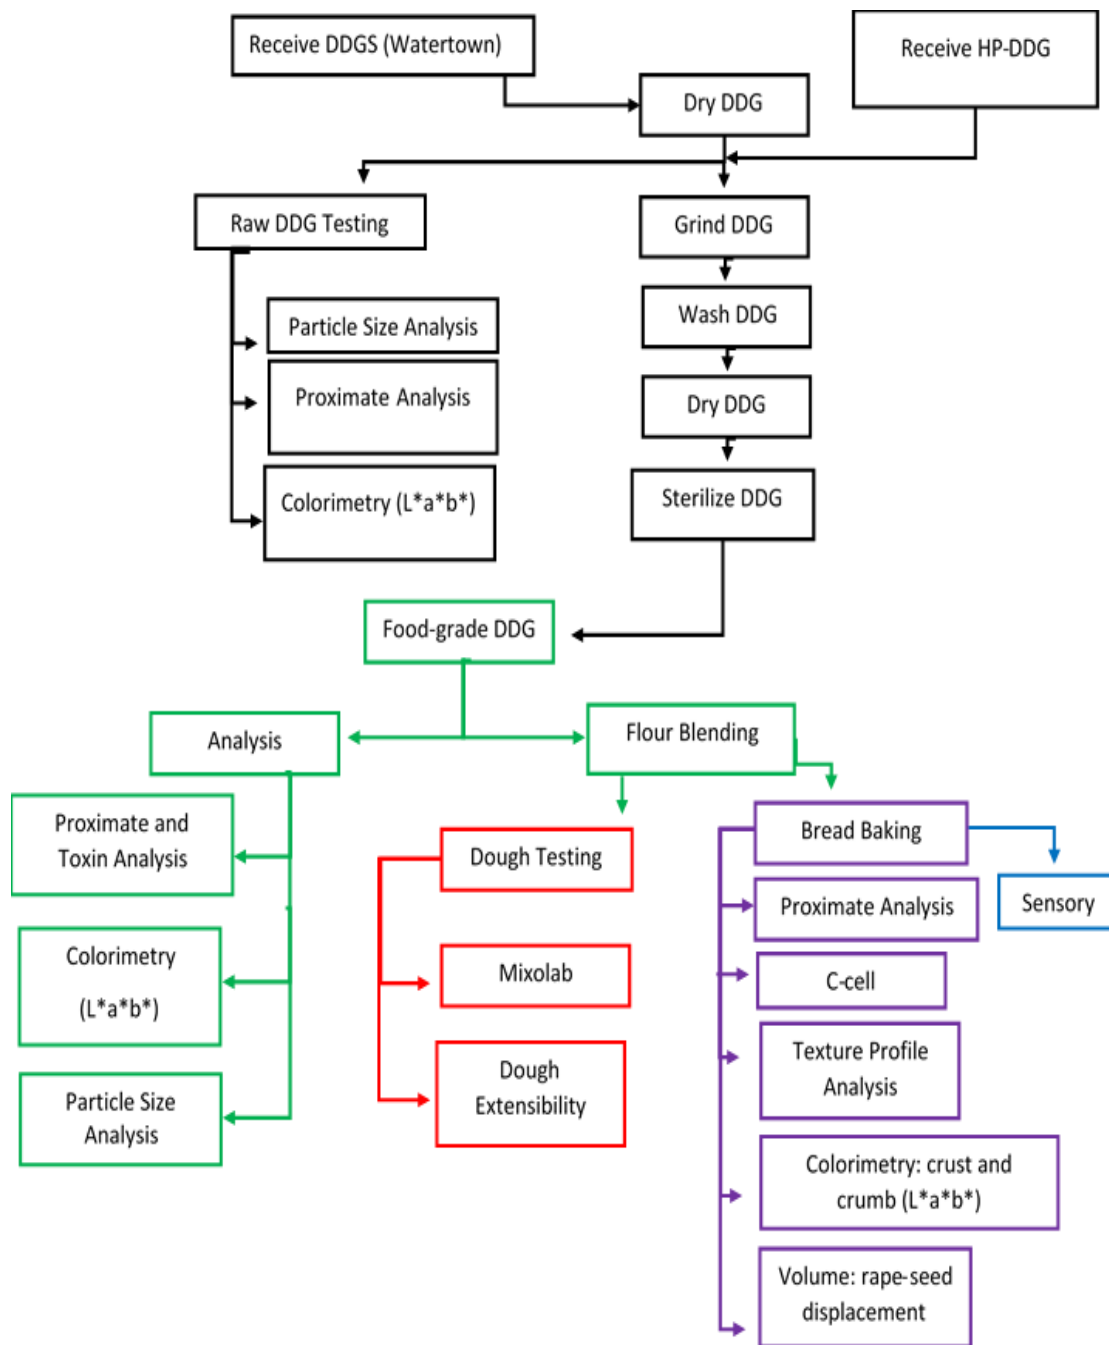 Receive DDGS (Watertown)
Receive HP-DDG
Dry DDG
Raw DDG Testing
Grind DDG
Particle Size Analysis
Wash DDG
Proximate Analysis
Dry DDG
Colorimetry (L*a*b*)
Sterilize DDG
Food-grade DDG
Analysis
Flour Blending
Proximate and
Toxin Analysis
Colorimetry
(L*a*b*)
Particle Size
Analysis
Dough Testing
Mixolab
Dough
Extensibility
Bread Baking
Sensory
Proximate Analysis
C-cell
Texture Profile
Analysis
Colorimetry: crust and
crumb (L*a*b*)
Volume: rape-seed
displacement